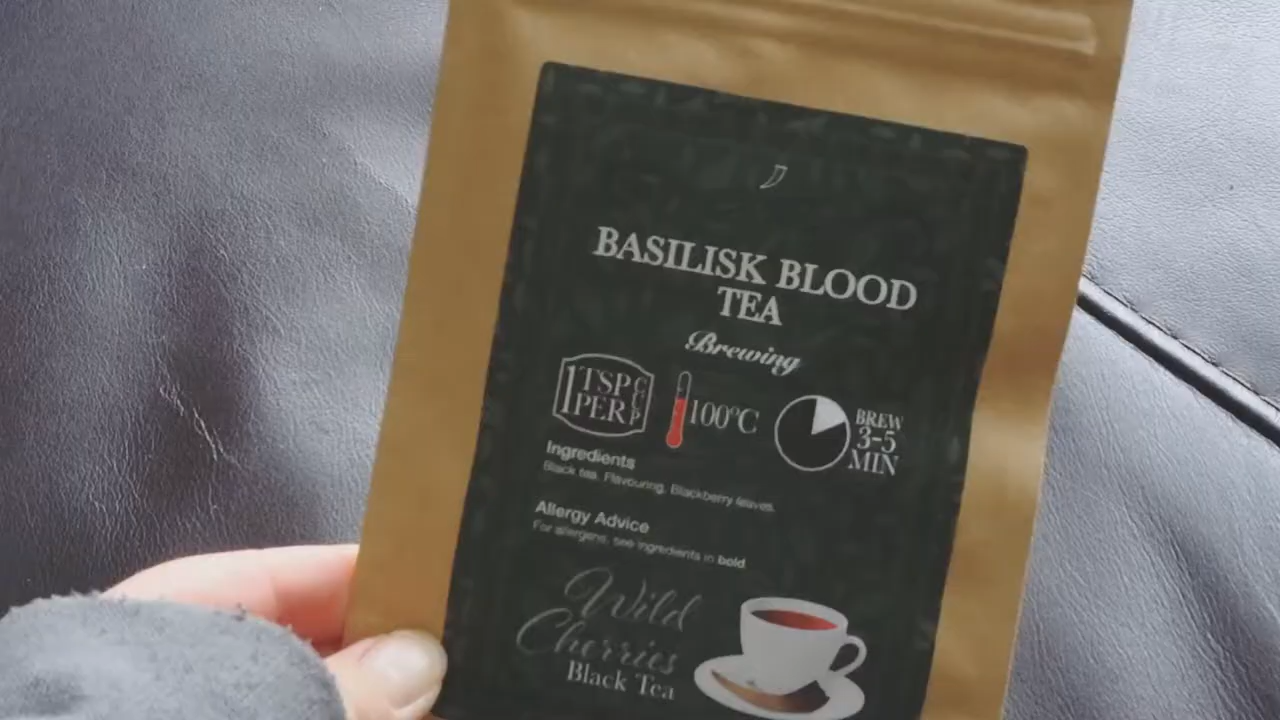 BASILISK BLOOD
TEA
Brewing
1 TSP PER CUP
100°C
BREW
3-5
MIN
Ingredients
Black tea, Flavouring, Blackberry leaves.
Allergy Advice
For allergens, see ingredients in bold
Wild
Cherries
Black Tea